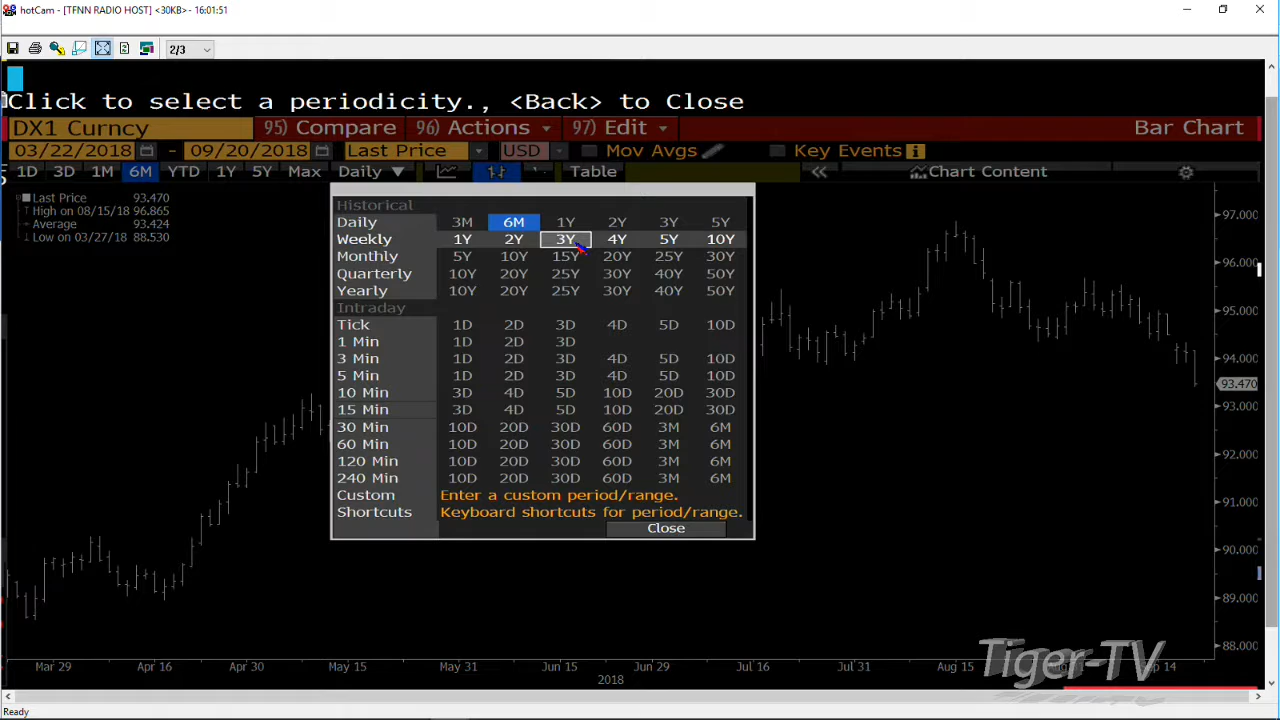 hotCam - [TFNN RADIO HOST] <30KB> - 16:01:51
2/3
Click to select a periodicity., <Back> to Close
DX1 Curncy 95) Compare 96) Actions 97) Edit Bar Chart
03/22/2018 - 09/20/2018 Last Price USD Mov Avgs Key Events
1D 3D 1M 6M YTD 1Y 5Y Max Daily ▼ Table « Chart Content
Last Price 93.470
High on 08/15/18 96.865
Average 93.424
Low on 03/27/18 88.530
Historical
Daily 3M 6M 1Y 2Y 3Y 5Y
Weekly 1Y 2Y 3Y 4Y 5Y 10Y
Monthly 5Y 10Y 15Y 20Y 25Y 30Y
Quarterly 10Y 20Y 25Y 30Y 40Y 50Y
Yearly 10Y 20Y 25Y 30Y 40Y 50Y
Intraday
Tick 1D 2D 3D 4D 5D 10D
1 Min 1D 2D 3D
3 Min 1D 2D 3D 4D 5D 10D
5 Min 1D 2D 3D 4D 5D 10D
10 Min 3D 4D 5D 10D 20D 30D
15 Min 3D 4D 5D 10D 20D 30D
30 Min 10D 20D 30D 60D 3M 6M
60 Min 10D 20D 30D 60D 3M 6M
120 Min 10D 20D 30D 60D 3M 6M
240 Min 10D 20D 30D 60D 3M 6M
Custom Enter a custom period/range.
Shortcuts Keyboard shortcuts for period/range.
Close
97.000
96.000
95.000
94.000
93.470
93.000
92.000
91.000
90.000
89.000
88.000
Mar 29 Apr 16 Apr 30 May 15 May 31 Jun 15 Jun 29 Jul 16 Jul 31 Aug 15 14
2018
Tiger-TV
Ready